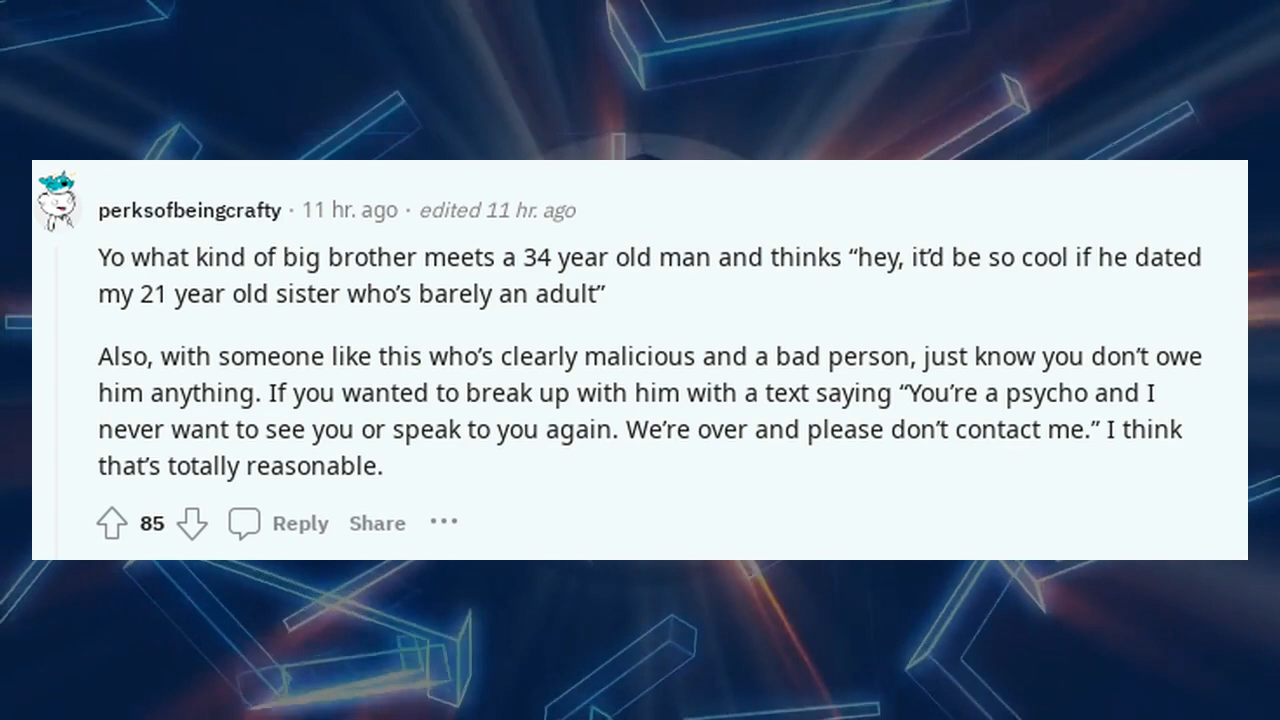 perksofbeingcrafty · 11 hr. ago · edited 11 hr. ago
Yo what kind of big brother meets a 34 year old man and thinks “hey, it’d be so cool if he dated
my 21 year old sister who’s barely an adult”
Also, with someone like this who’s clearly malicious and a bad person, just know you don’t owe
him anything. If you wanted to break up with him with a text saying “You’re a psycho and I
never want to see you or speak to you again. We’re over and please don’t contact me.” I think
that’s totally reasonable.
85 Reply Share ···